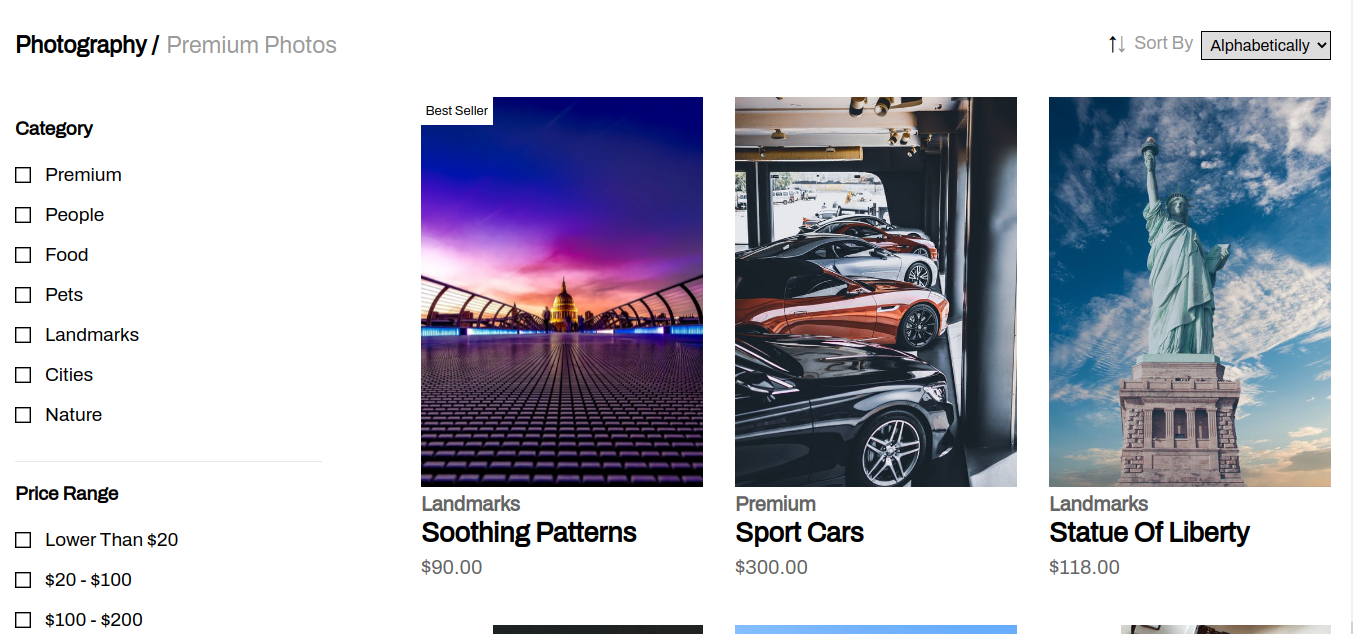 Photography / Premium Photos
Sort By Alphabetically
Category
Premium
People
Food
Pets
Landmarks
Cities
Nature
Price Range
Lower Than $20
$20 - $100
$100 - $200
Best Seller
Landmarks
Soothing Patterns
$90.00
Premium
Sport Cars
$300.00
Landmarks
Statue Of Liberty
$118.00